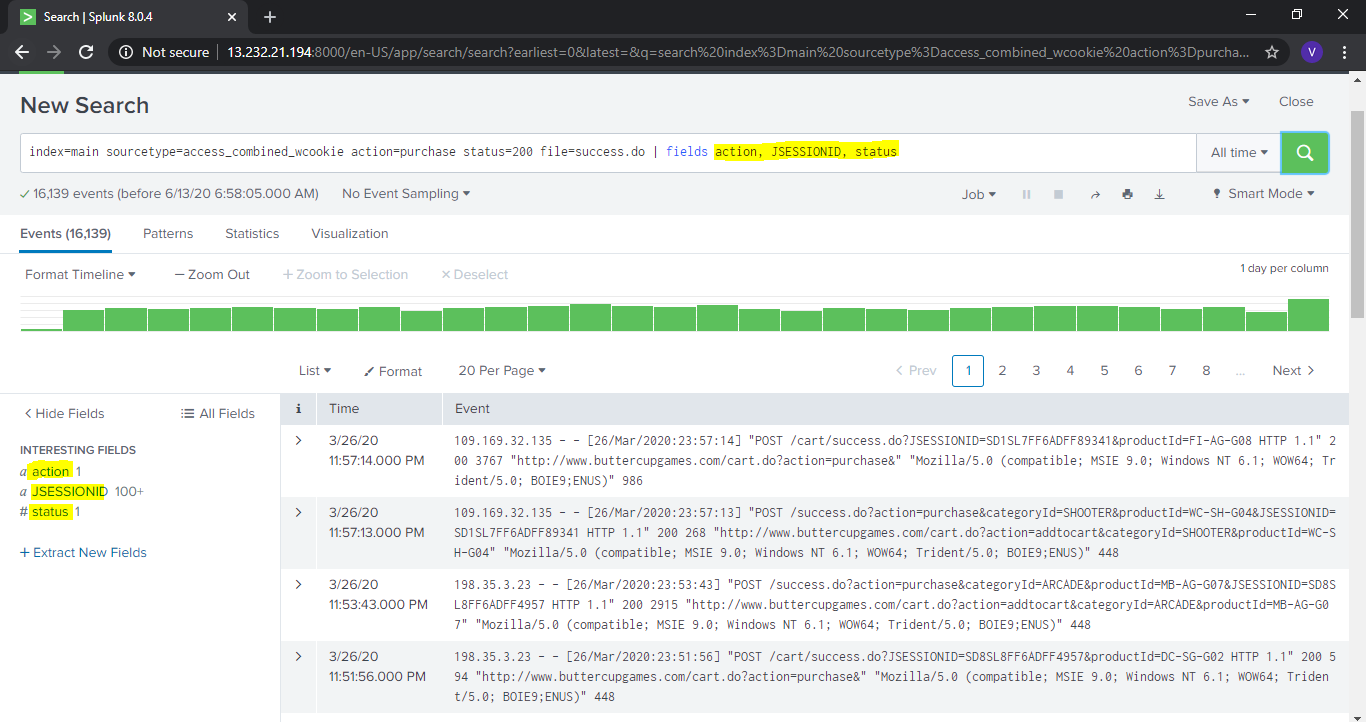 Search | Splunk 8.0.4
Not secure 13.232.21.194:8000/en-US/app/search/search?earliest=0&latest=&q=search%20index%3Dmain%20sourcetype%3Daccess_combined_wcookie%20action%3Dpurcha... V
New Search Save As Close
index=main sourcetype=access_combined_wcookie action=purchase status=200 file=success.do | fields action, JSESSIONID, status All time
16,139 events (before 6/13/20 6:58:05.000 AM) No Event Sampling Job Smart Mode
Events (16,139) Patterns Statistics Visualization
Format Timeline — Zoom Out + Zoom to Selection × Deselect 1 day per column
List Format 20 Per Page < Prev 1 2 3 4 5 6 7 8 ... Next >
< Hide Fields All Fields i Time Event
INTERESTING FIELDS
a action 1
a JSESSIONID 100+
# status 1
+ Extract New Fields
> 3/26/20 109.169.32.135 - - [26/Mar/2020:23:57:14] "POST /cart/success.do?JSESSIONID=SD1SL7FF6ADFF89341&productId=FI-AG-G08 HTTP 1.1" 2
11:57:14.000 PM 00 3767 "http://www.buttercupgames.com/cart.do?action=purchase&" "Mozilla/5.0 (compatible; MSIE 9.0; Windows NT 6.1; WOW64; Tr
ident/5.0; BOIE9;ENUS)" 986
> 3/26/20 109.169.32.135 - - [26/Mar/2020:23:57:13] "POST /success.do?action=purchase&categoryId=SHOOTER&productId=WC-SH-G04&JSESSIONID=
11:57:13.000 PM SD1SL7FF6ADFF89341 HTTP 1.1" 200 268 "http://www.buttercupgames.com/cart.do?action=addtocart&categoryId=SHOOTER&productId=WC-S
H-G04" "Mozilla/5.0 (compatible; MSIE 9.0; Windows NT 6.1; WOW64; Trident/5.0; BOIE9;ENUS)" 448
> 3/26/20 198.35.3.23 - - [26/Mar/2020:23:53:43] "POST /success.do?action=purchase&categoryId=ARCADE&productId=MB-AG-G07&JSESSIONID=SD8S
11:53:43.000 PM L8FF6ADFF4957 HTTP 1.1" 200 2915 "http://www.buttercupgames.com/cart.do?action=addtocart&categoryId=ARCADE&productId=MB-AG-G0
7" "Mozilla/5.0 (compatible; MSIE 9.0; Windows NT 6.1; WOW64; Trident/5.0; BOIE9;ENUS)" 448
> 3/26/20 198.35.3.23 - - [26/Mar/2020:23:51:56] "POST /cart/success.do?JSESSIONID=SD8SL8FF6ADFF4957&productId=DC-SG-G02 HTTP 1.1" 200 5
11:51:56.000 PM 94 "http://www.buttercupgames.com/cart.do?action=purchase&" "Mozilla/5.0 (compatible; MSIE 9.0; Windows NT 6.1; WOW64; Triden
t/5.0; BOIE9;ENUS)" 448